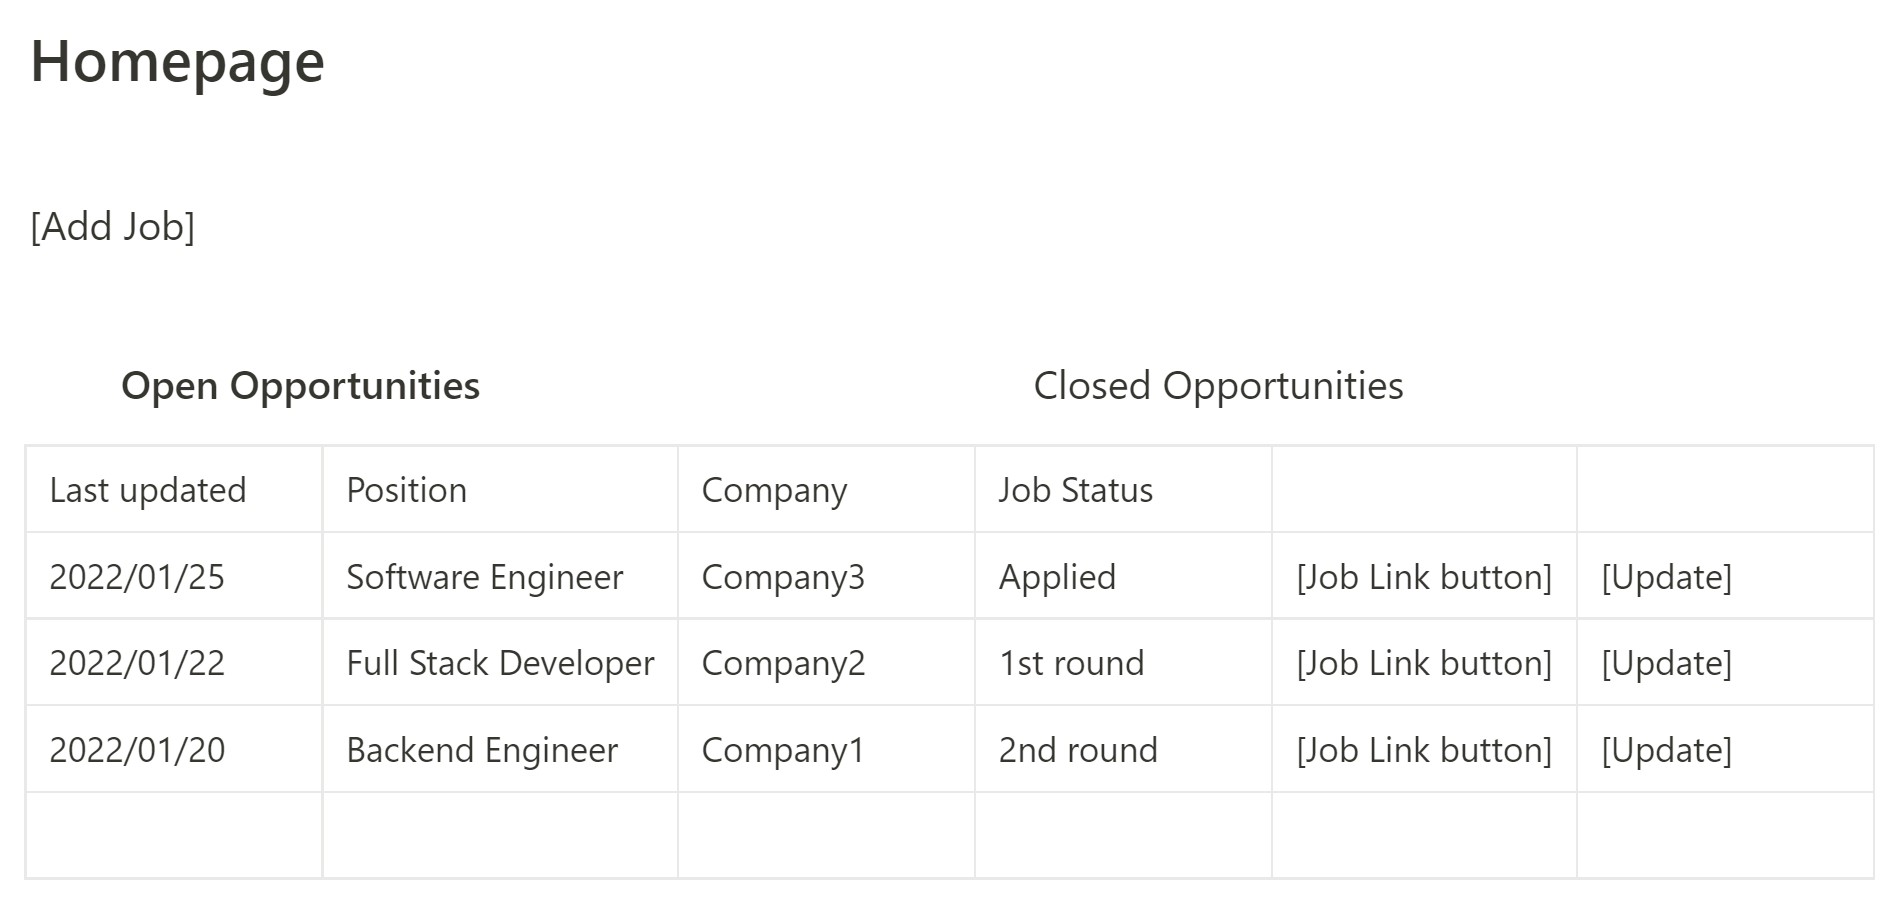 Homepage
[Add Job]
Open Opportunities Closed Opportunities
Last updated Position Company Job Status
2022/01/25 Software Engineer Company3 Applied [Job Link button] [Update]
2022/01/22 Full Stack Developer Company2 1st round [Job Link button] [Update]
2022/01/20 Backend Engineer Company1 2nd round [Job Link button] [Update]